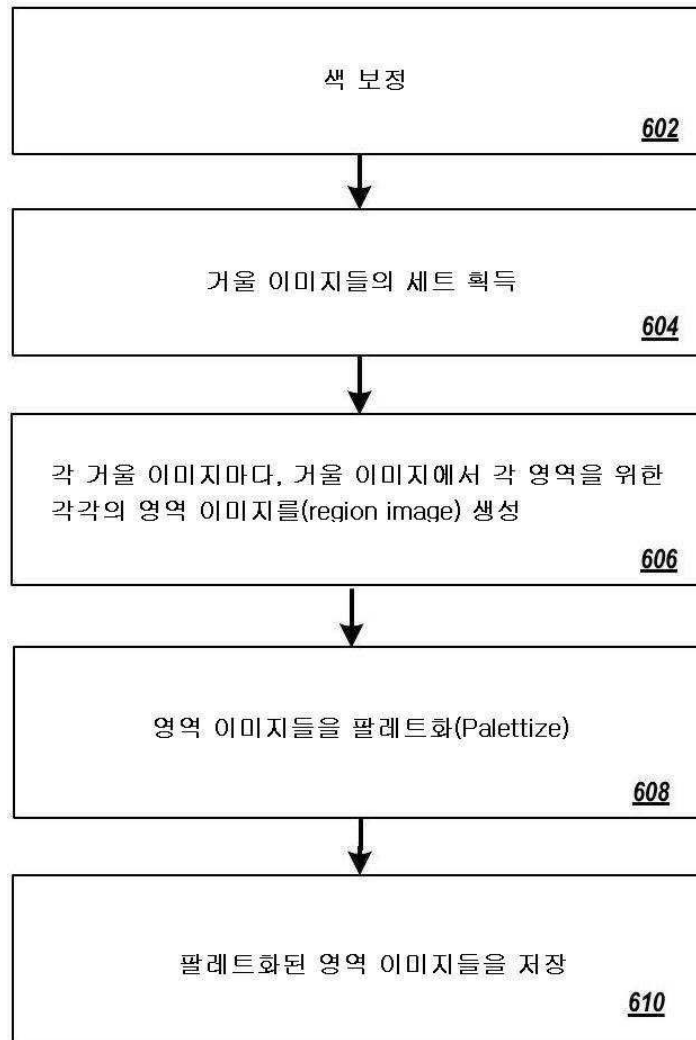 색 보정
602
거울 이미지들의 세트 획득
604
각 거울 이미지마다, 거울 이미지에서 각 영역을 위한
각각의 영역 이미지를(region image) 생성
606
영역 이미지들을 팔레트화(Palettize)
608
팔레트화된 영역 이미지들을 저장
610